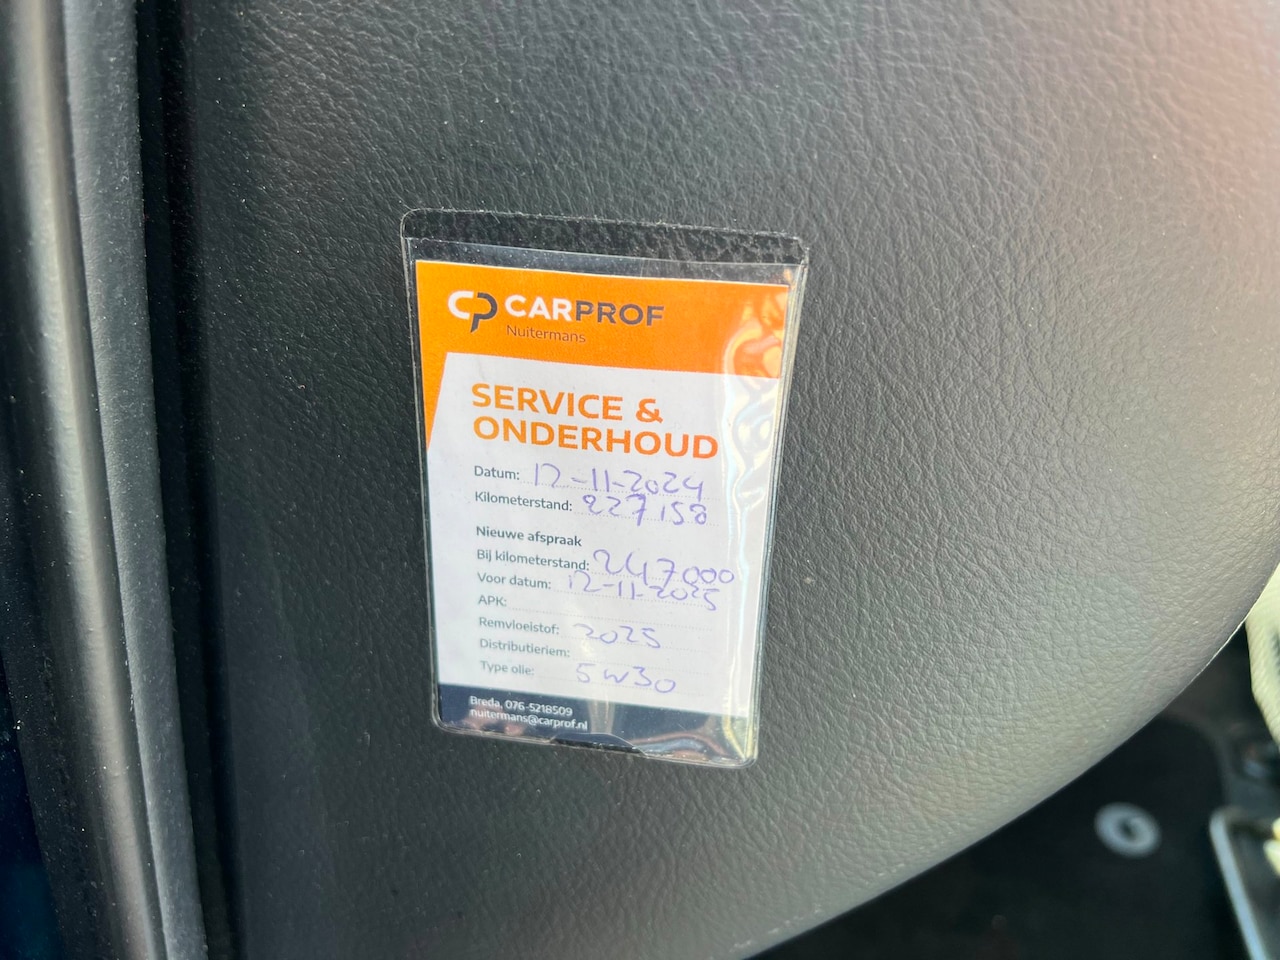 CP CARPROF
Nuitermans
SERVICE &
ONDERHOUD
Datum: 12-11-2024
Kilometerstand: 227158
Nieuwe afspraak
Bij kilometerstand: 247000
Voor datum: 12-11-2025
APK:
Remvloeistof: 2025
Distributieriem:
Type olie: 5W30
Breda, 076-5218509
nuitermans@carprof.nl